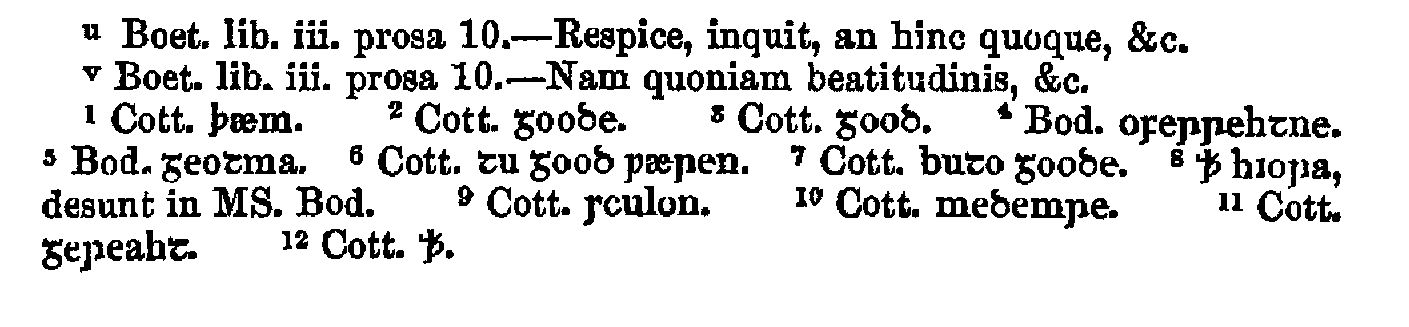 ᵘ Boet. lib. iii. prosa 10.—Respice, inquit, an hinc quoque, &c.
ᵛ Boet. lib. iii. prosa 10.—Nam quoniam beatitudinis, &c.
¹ Cott. þæm. ² Cott. ᵹooꝺe. ³ Cott. ᵹooꝺ. ⁴ Bod. oꝼeꞃꞃehꞇne.
⁵ Bod. ᵹeoꞇma. ⁶ Cott. ꞇu ᵹooꝺ ƿæꞃen. ⁷ Cott. buꞇo ᵹooꝺe. ⁸ ꝥ hıoꞃa,
desunt in MS. Bod. ⁹ Cott. ꞅculon. ¹⁰ Cott. meꝺemꞃe. ¹¹ Cott.
ᵹeꞃeahꞇ. ¹² Cott. ꝥ.